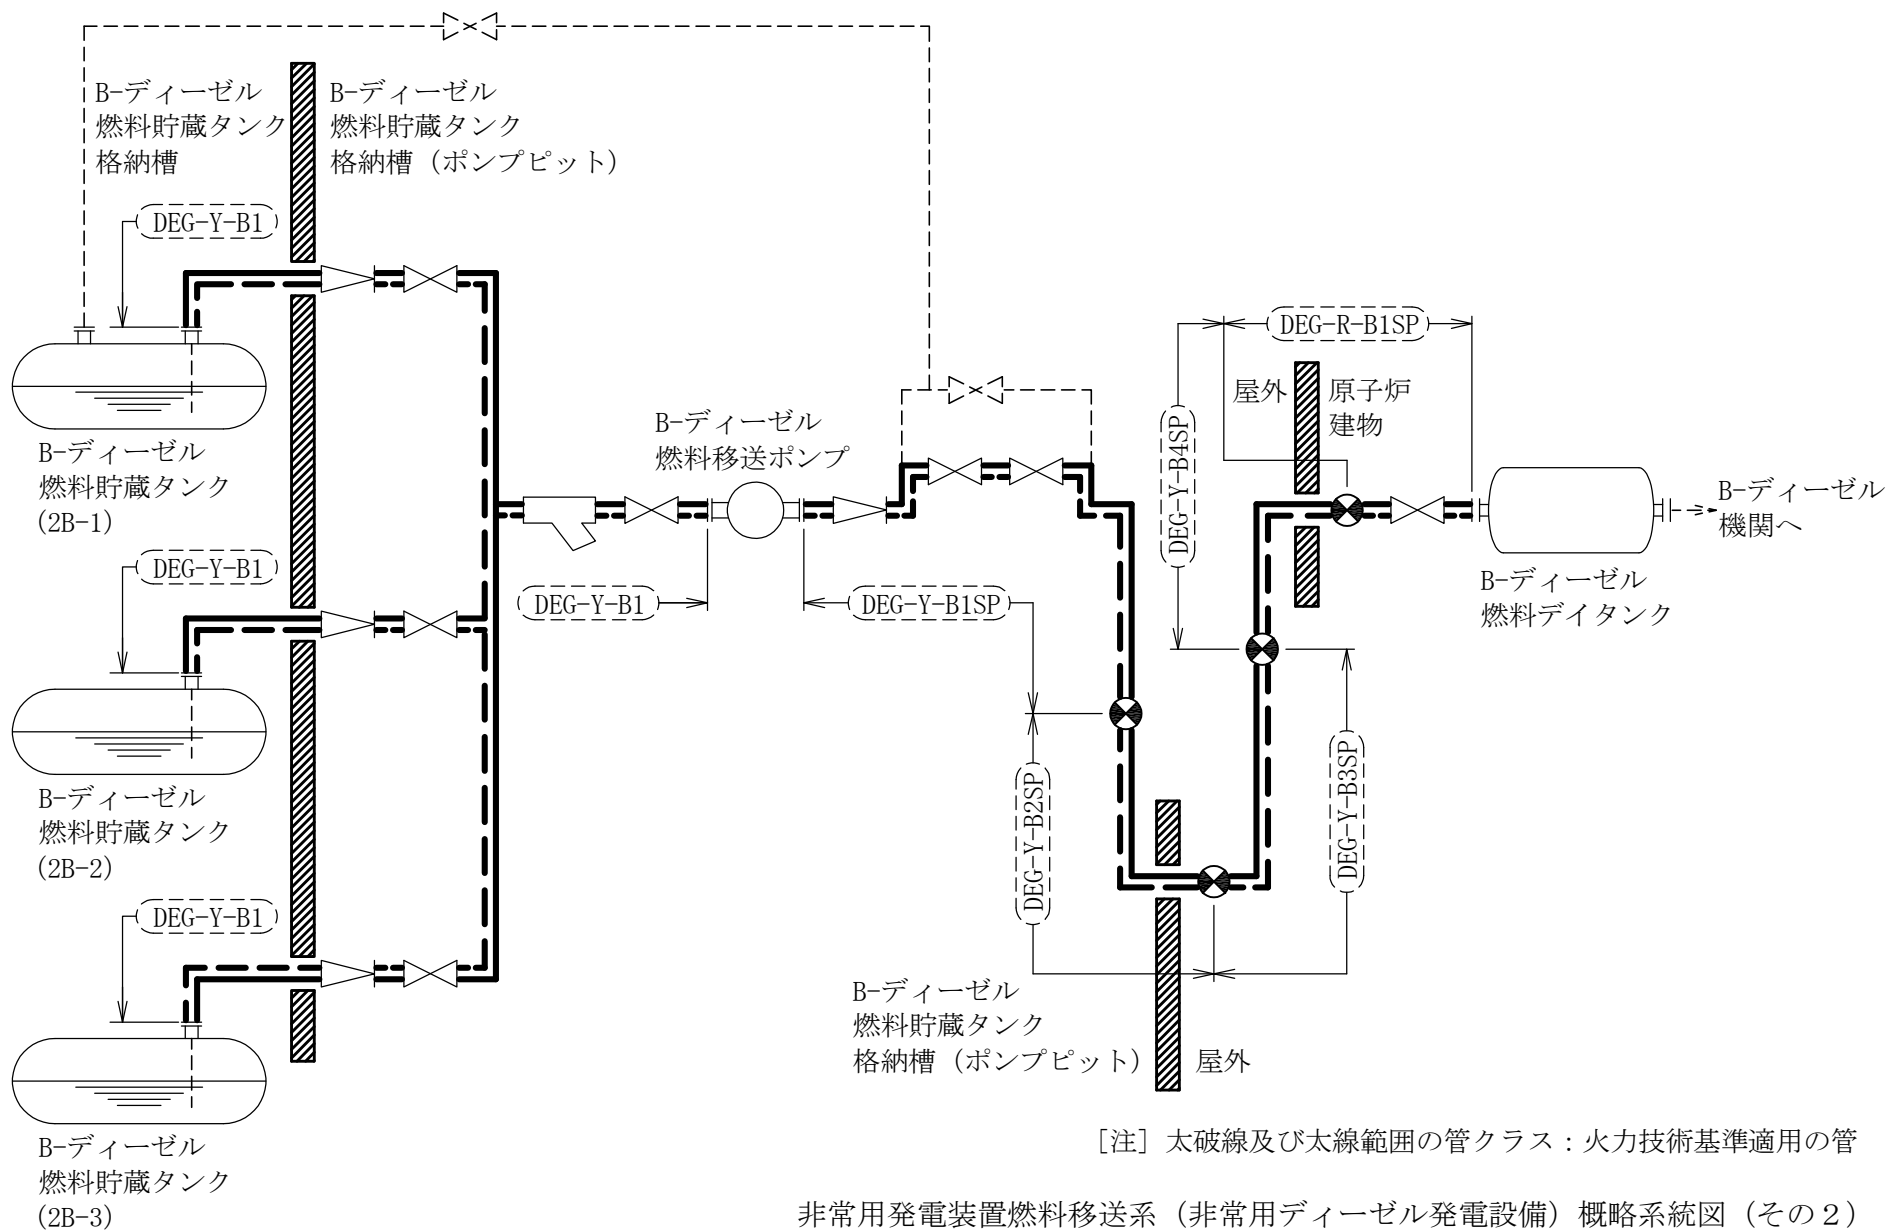 B-ディーゼル
燃料貯蔵タンク
格納槽
B-ディーゼル
燃料貯蔵タンク
格納槽（ポンプピット）
DEG-Y-B1
B-ディーゼル
燃料貯蔵タンク
(2B-1)
DEG-Y-B1
B-ディーゼル
燃料貯蔵タンク
(2B-2)
DEG-Y-B1
B-ディーゼル
燃料貯蔵タンク
(2B-3)
B-ディーゼル
燃料移送ポンプ
DEG-Y-B1
DEG-Y-B1SP
DEG-Y-B2SP
DEG-Y-B3SP
DEG-Y-B4SP
DEG-R-B1SP
屋外
原子炉
建物
B-ディーゼル
機関へ
B-ディーゼル
燃料デイタンク
B-ディーゼル
燃料貯蔵タンク
格納槽（ポンプピット）
屋外
［注］太破線及び太線範囲の管クラス：火力技術基準適用の管
非常用発電装置燃料移送系（非常用ディーゼル発電設備）概略系統図（その２）